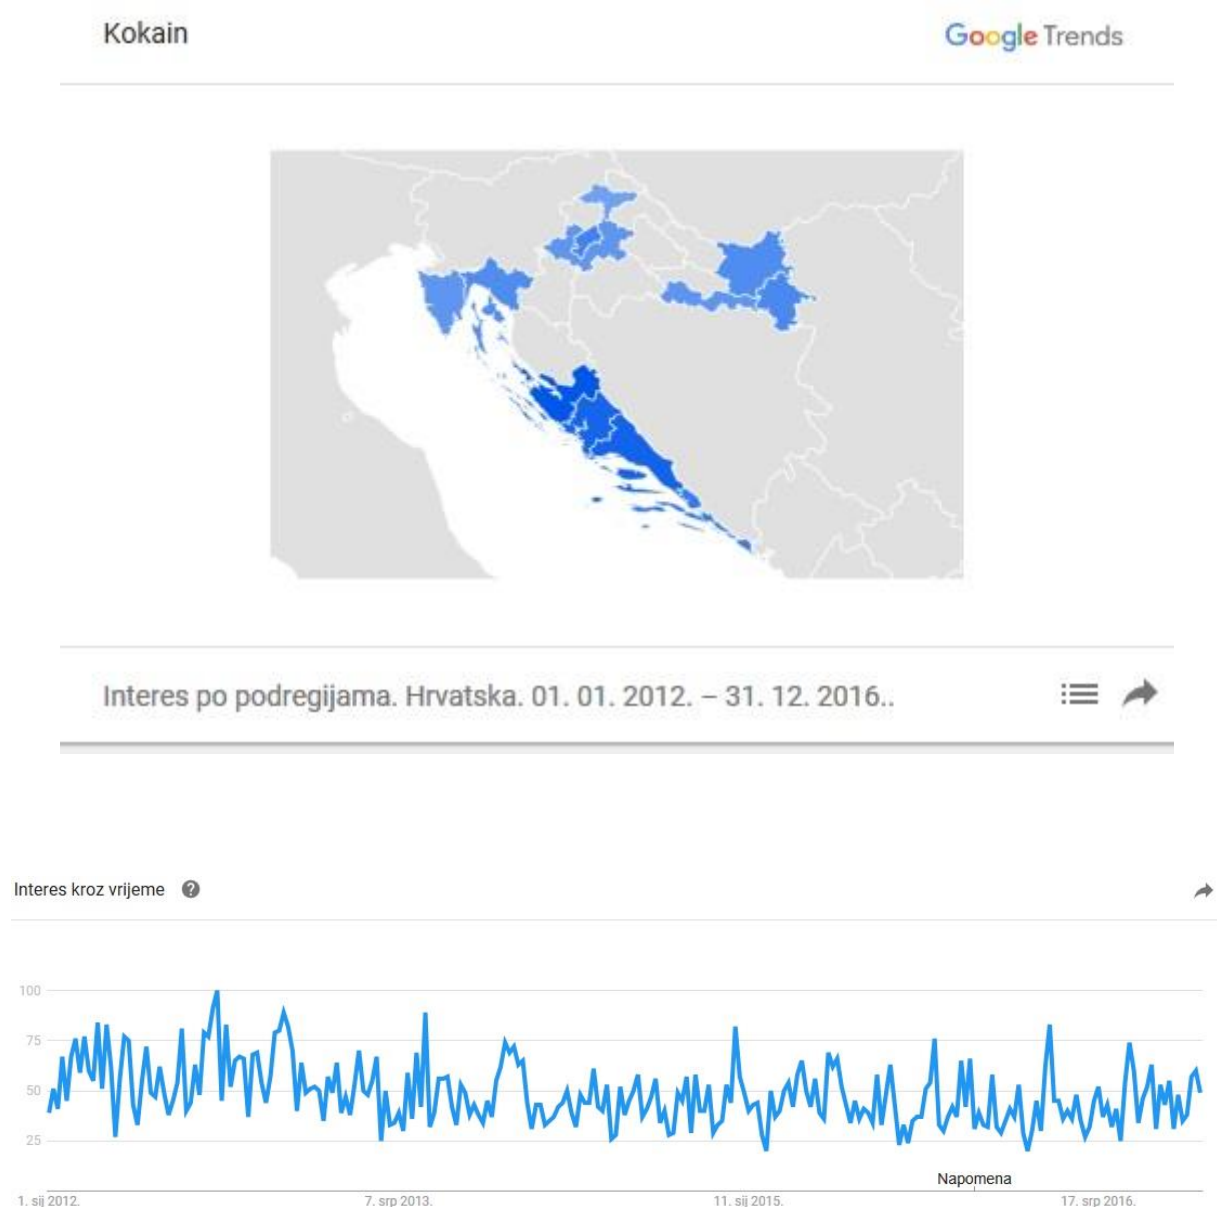 Kokain
Google Trends
Interes po podregijama. Hrvatska. 01. 01. 2012. – 31. 12. 2016..
Interes kroz vrijeme ?
100
75
50
25
Napomena
1. sij 2012. 7. srp 2013. 11. sij 2015. 17. srp 2016.